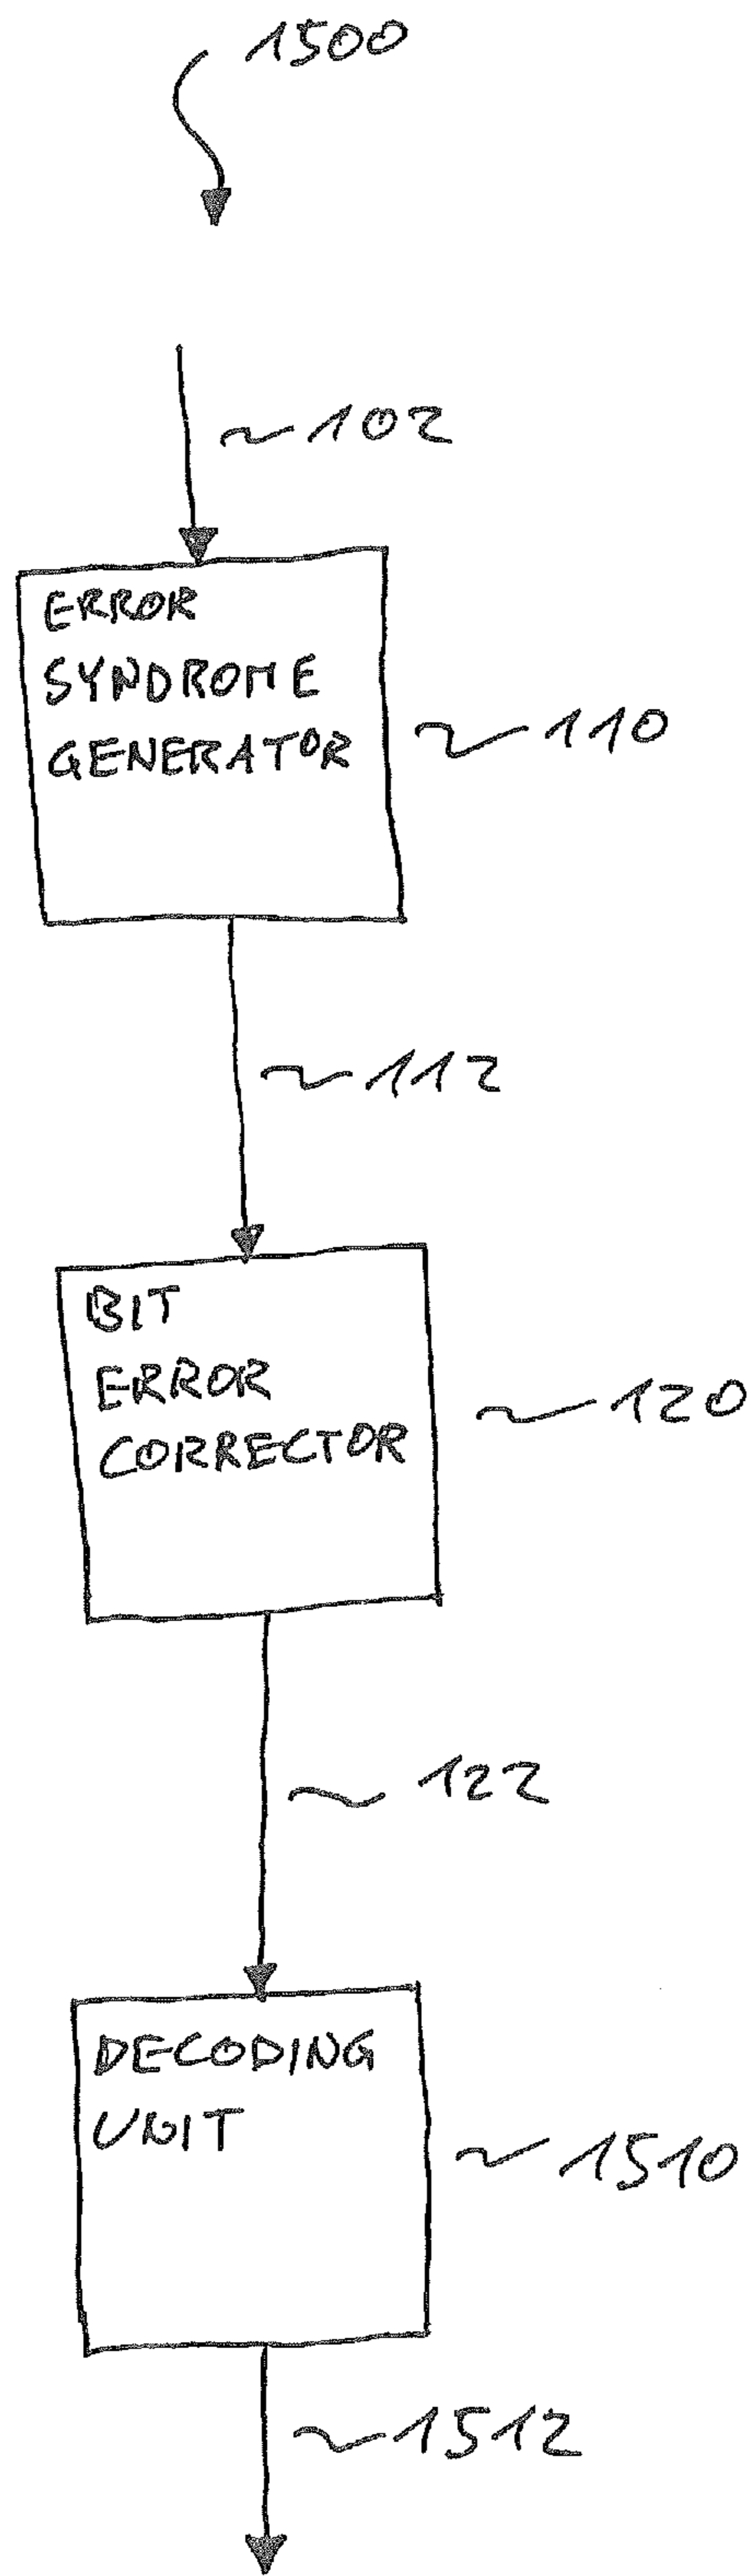 1500
102
ERROR
SYNDROME
GENERATOR
110
112
BIT
ERROR
CORRECTOR
120
122
DECODING
UNIT
1510
1512